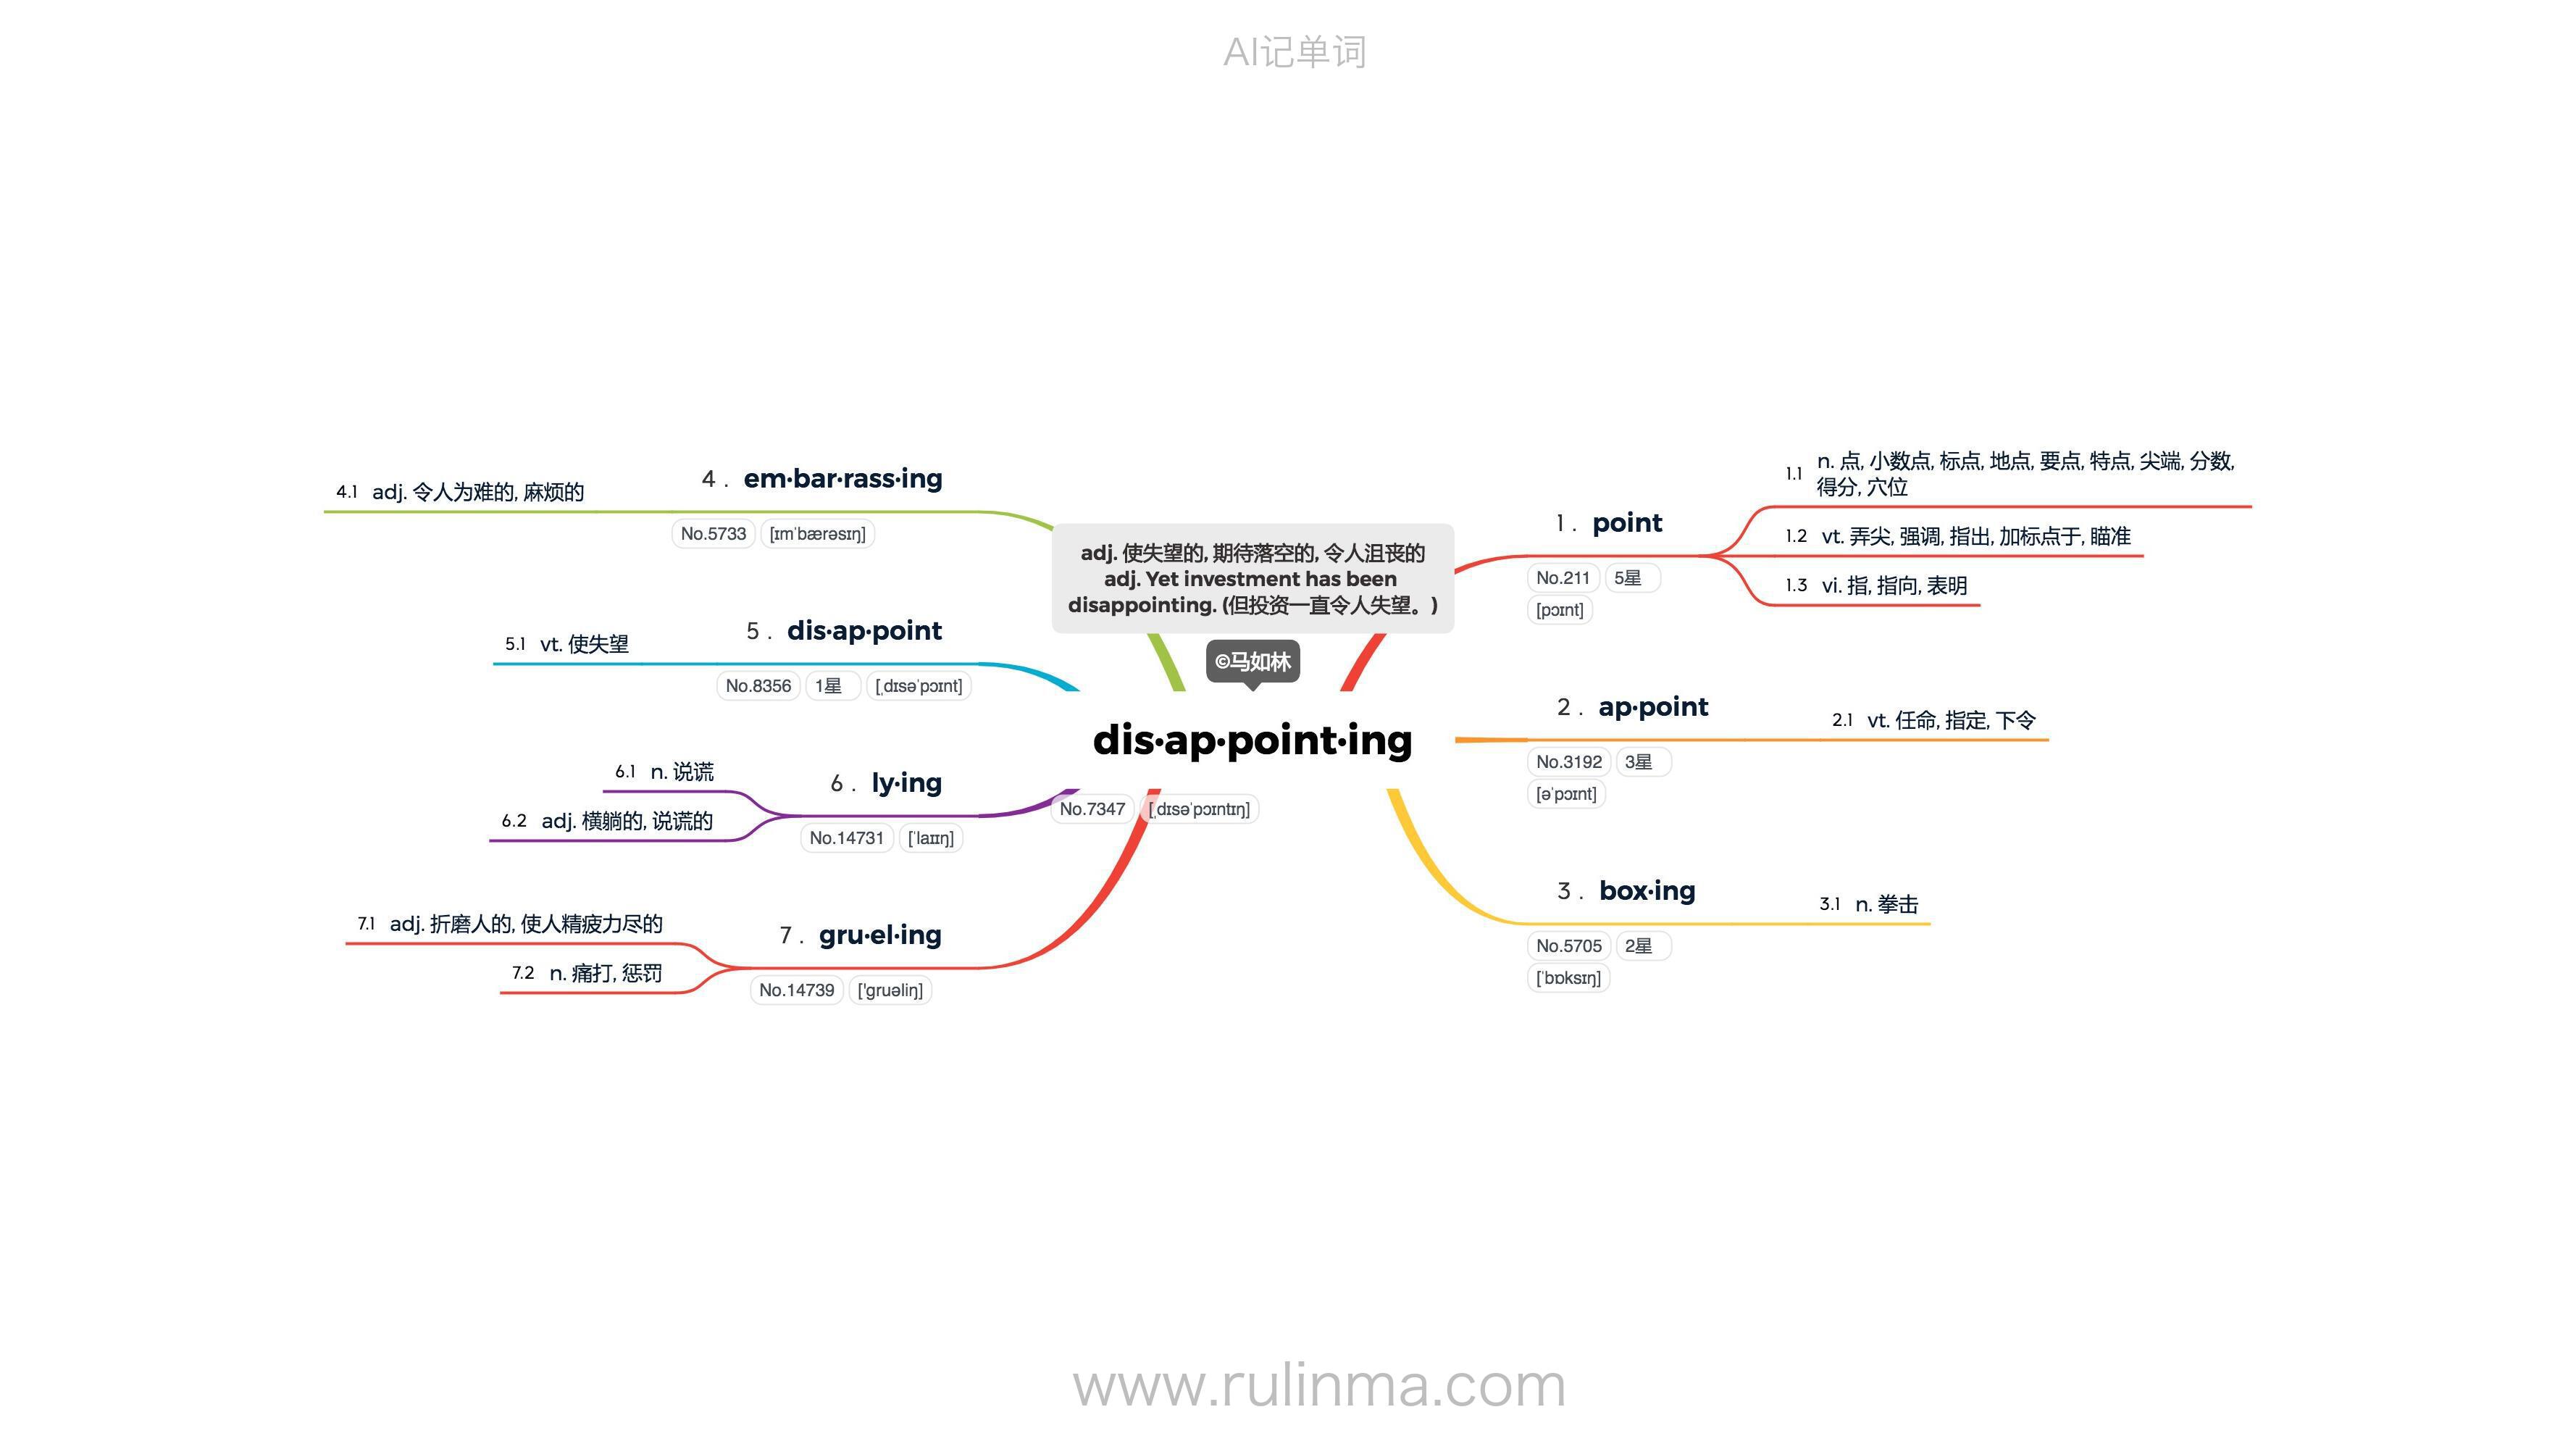 AI记单词
adj. 使失望的, 期待落空的, 令人沮丧的
adj. Yet investment has been
disappointing. (但投资一直令人失望。)
©马如林
dis·ap·point·ing
No.7347 [ˌdɪsəˈpɔɪntɪŋ]
1 . point
No.211 5星
[pɔɪnt]
1.1 n. 点, 小数点, 标点, 地点, 要点, 特点, 尖端, 分数,
得分, 穴位
1.2 vt. 弄尖, 强调, 指出, 加标点于, 瞄准
1.3 vi. 指, 指向, 表明
2 . ap·point
No.3192 3星
[əˈpɔɪnt]
2.1 vt. 任命, 指定, 下令
3 . box·ing
No.5705 2星
[ˈbɒksɪŋ]
3.1 n. 拳击
4 . em·bar·rass·ing
No.5733 [ɪmˈbærəsɪŋ]
4.1 adj. 令人为难的, 麻烦的
5 . dis·ap·point
No.8356 1星 [ˌdɪsəˈpɔɪnt]
5.1 vt. 使失望
6 . ly·ing
No.14731 [ˈlaɪɪŋ]
6.1 n. 说谎
6.2 adj. 横躺的, 说谎的
7 . gru·el·ing
No.14739 ['gruəliŋ]
7.1 adj. 折磨人的, 使人精疲力尽的
7.2 n. 痛打, 惩罚
www.rulinma.com